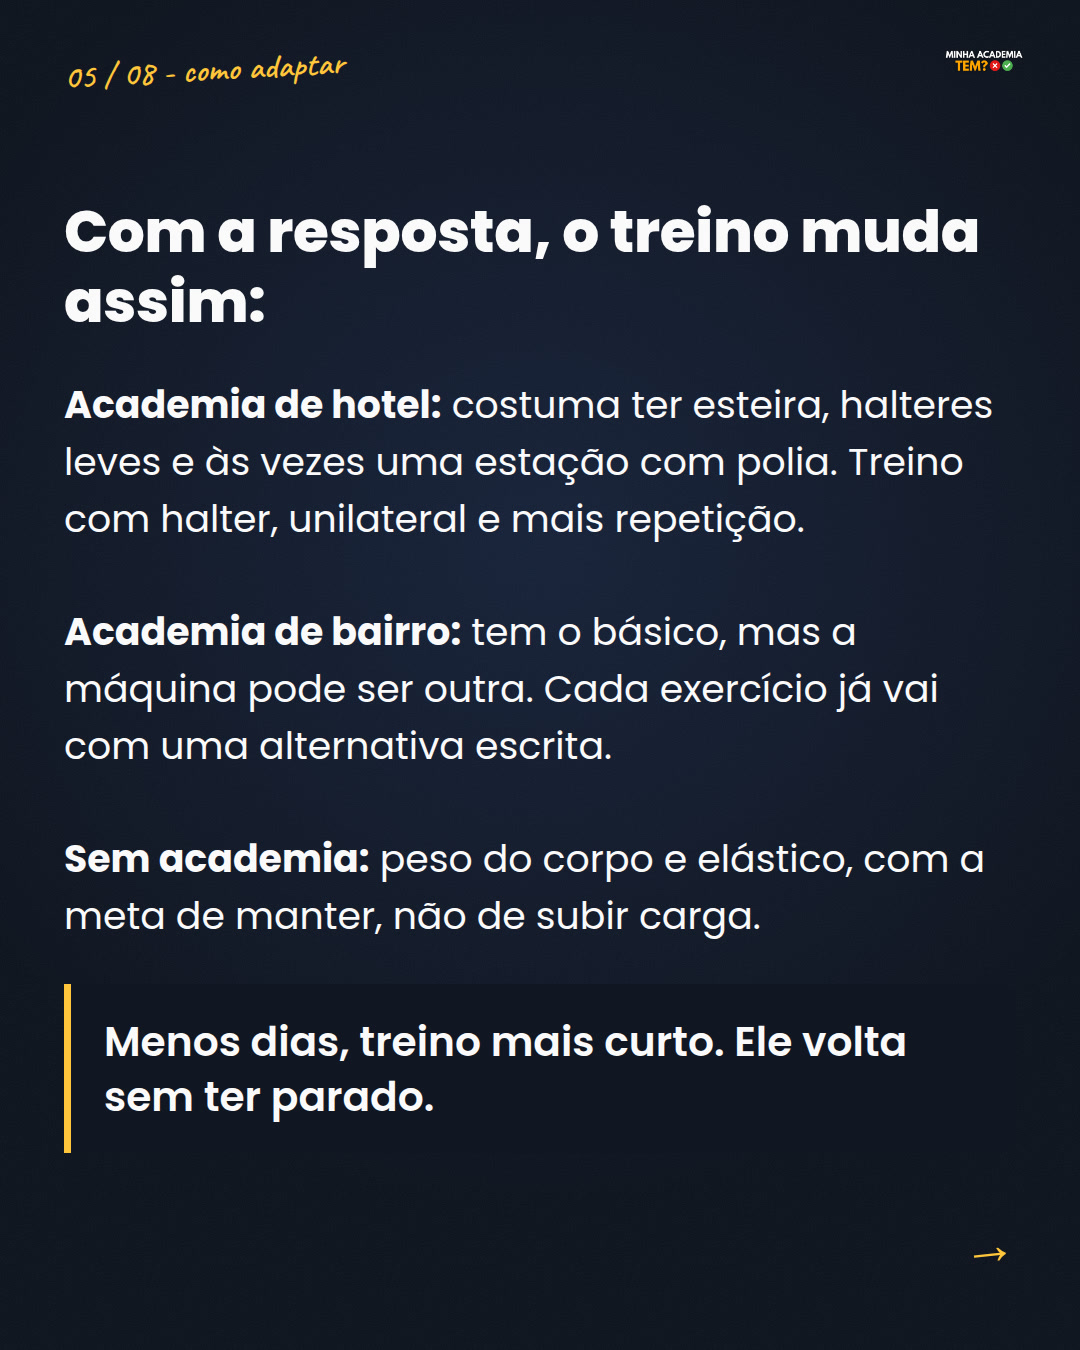 05 / 08 - como adaptar
MINHA ACADEMIA
TEM?
Com a resposta, o treino muda
assim:
Academia de hotel: costuma ter esteira, halteres
leves e às vezes uma estação com polia. Treino
com halter, unilateral e mais repetição.
Academia de bairro: tem o básico, mas a
máquina pode ser outra. Cada exercício já vai
com uma alternativa escrita.
Sem academia: peso do corpo e elástico, com a
meta de manter, não de subir carga.
Menos dias, treino mais curto. Ele volta
sem ter parado.
→